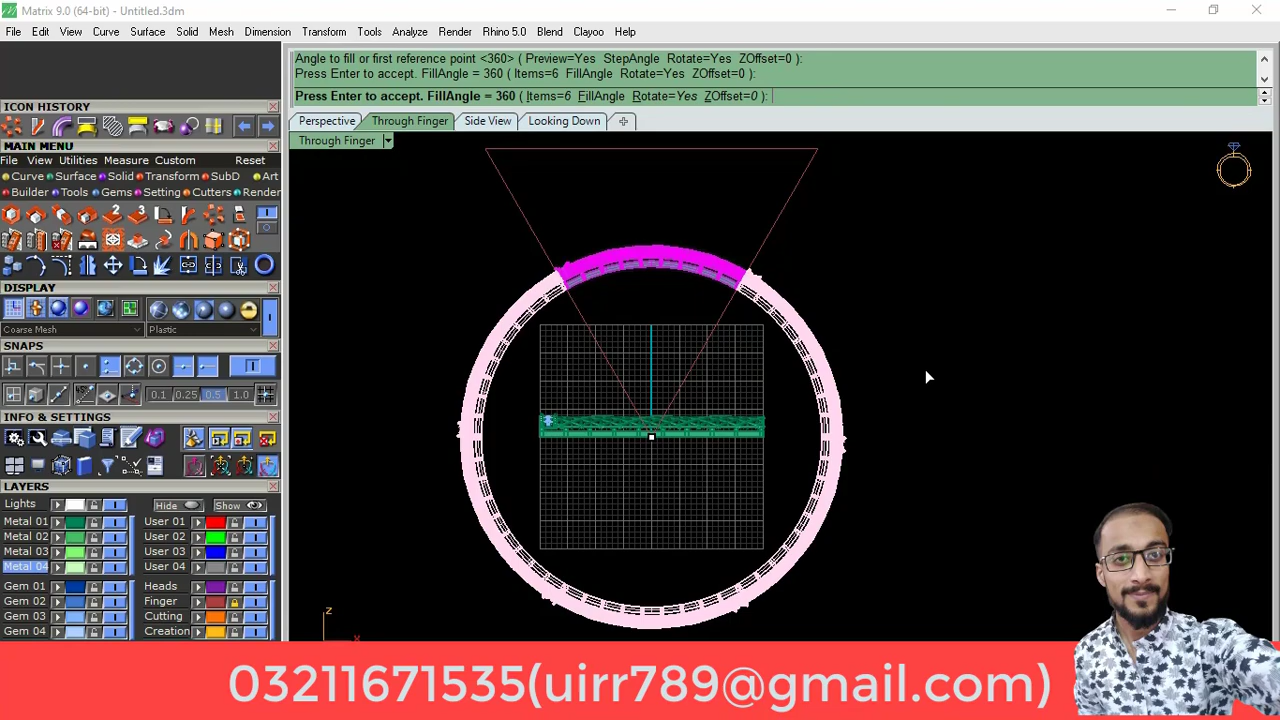 Matrix 9.0 (64-bit) - Untitled.3dm
File Edit View Curve Surface Solid Mesh Dimension Transform Tools Analyze Render Rhino 5.0 Blend Clayoo Help
Angle to fill or first reference point <360> ( Preview=Yes StepAngle Rotate=Yes ZOffset=0 ):
Press Enter to accept. FillAngle = 360 ( Items=6 FillAngle Rotate=Yes ZOffset=0 ):
Press Enter to accept. FillAngle = 360 ( Items=6 FillAngle Rotate=Yes ZOffset=0 ):
ICON HISTORY
Perspective Through Finger Side View Looking Down
Through Finger
MAIN MENU
File View Utilities Measure Custom Reset
Curve Surface Solid Transform SubD Art
Builder Tools Gems Setting Cutters Render
2 3
DISPLAY
Coarse Mesh Plastic
SNAPS
0.1 0.25 0.5 1.0
INFO & SETTINGS
LAYERS
Lights Hide Show
Metal 01 User 01
Metal 02 User 02
Metal 03 User 03
Metal 04 User 04
Gem 01 Heads
Gem 02 Finger
Gem 03 Cutting
Gem 04 Creation
z
x
03211671535(uirr789@gmail.com)